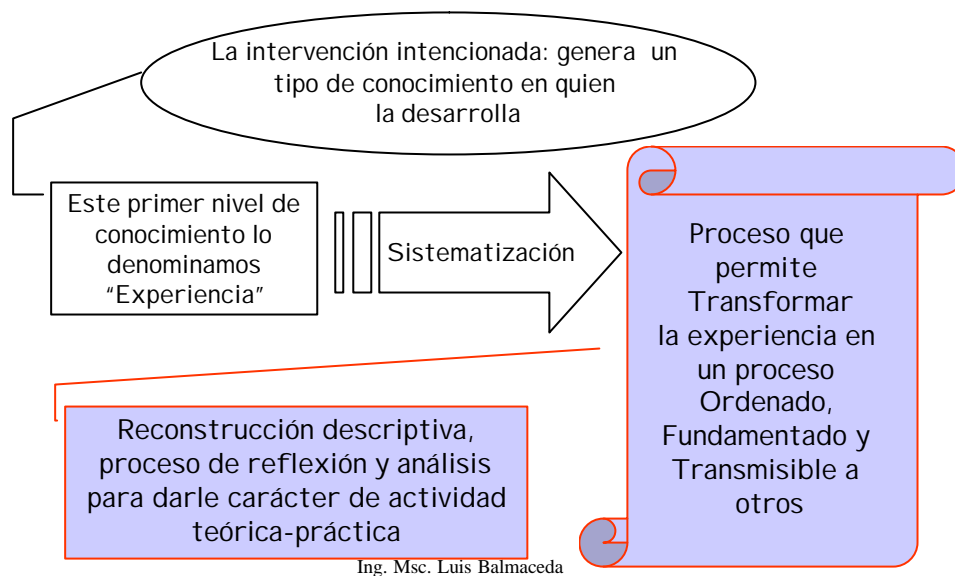 La intervención intencionada: genera un
tipo de conocimiento en quien
la desarrolla
Este primer nivel de
conocimiento lo
denominamos
“Experiencia”
Sistematización
Proceso que
permite
Transformar
la experiencia en
un proceso
Ordenado,
Fundamentado y
Transmisible a
otros
Reconstrucción descriptiva,
proceso de reflexión y análisis
para darle carácter de actividad
teórica-práctica
Ing. Msc. Luis Balmaceda